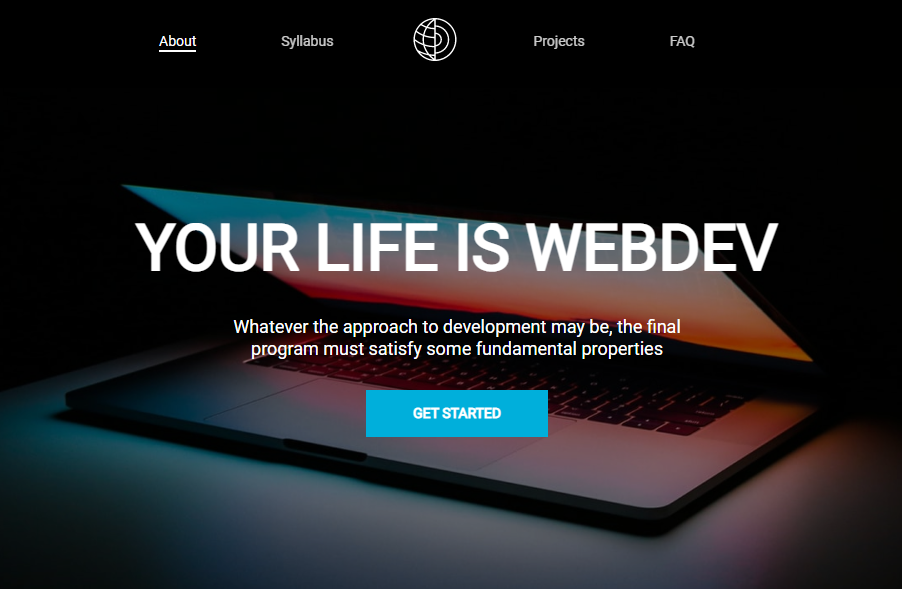 About Syllabus Projects FAQ
YOUR LIFE IS WEBDEV
Whatever the approach to development may be, the final
program must satisfy some fundamental properties
GET STARTED